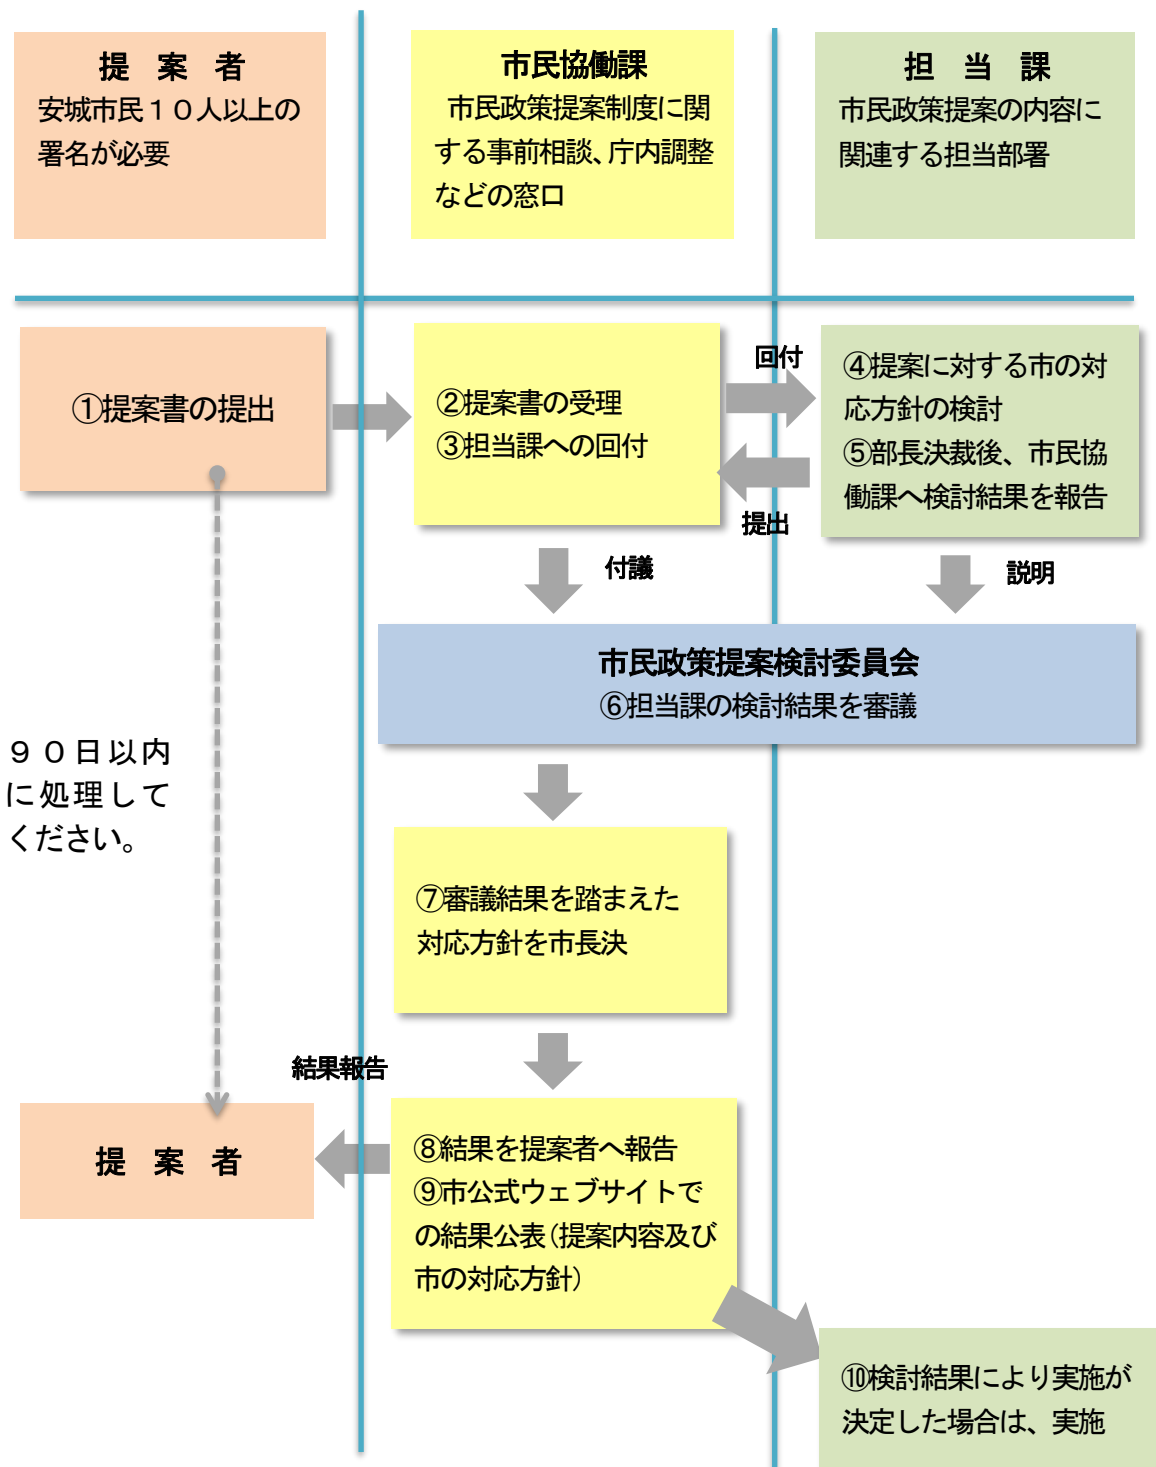 提　案　者
安城市民１０人以上の
署名が必要
市民協働課
市民政策提案制度に関
する事前相談、庁内調整
などの窓口
担　当　課
市民政策提案の内容に
関連する担当部署
①提案書の提出
②提案書の受理
③担当課への回付
回付
提出
④提案に対する市の対
応方針の検討
⑤部長決裁後、市民協
働課へ検討結果を報告
付議
説明
市民政策提案検討委員会
⑥担当課の検討結果を審議
９０日以内
に処理して
ください。
⑦審議結果を踏まえた
対応方針を市長決
結果報告
提　案　者
⑧結果を提案者へ報告
⑨市公式ウェブサイトで
の結果公表（提案内容及び
市の対応方針）
⑩検討結果により実施が
決定した場合は、実施